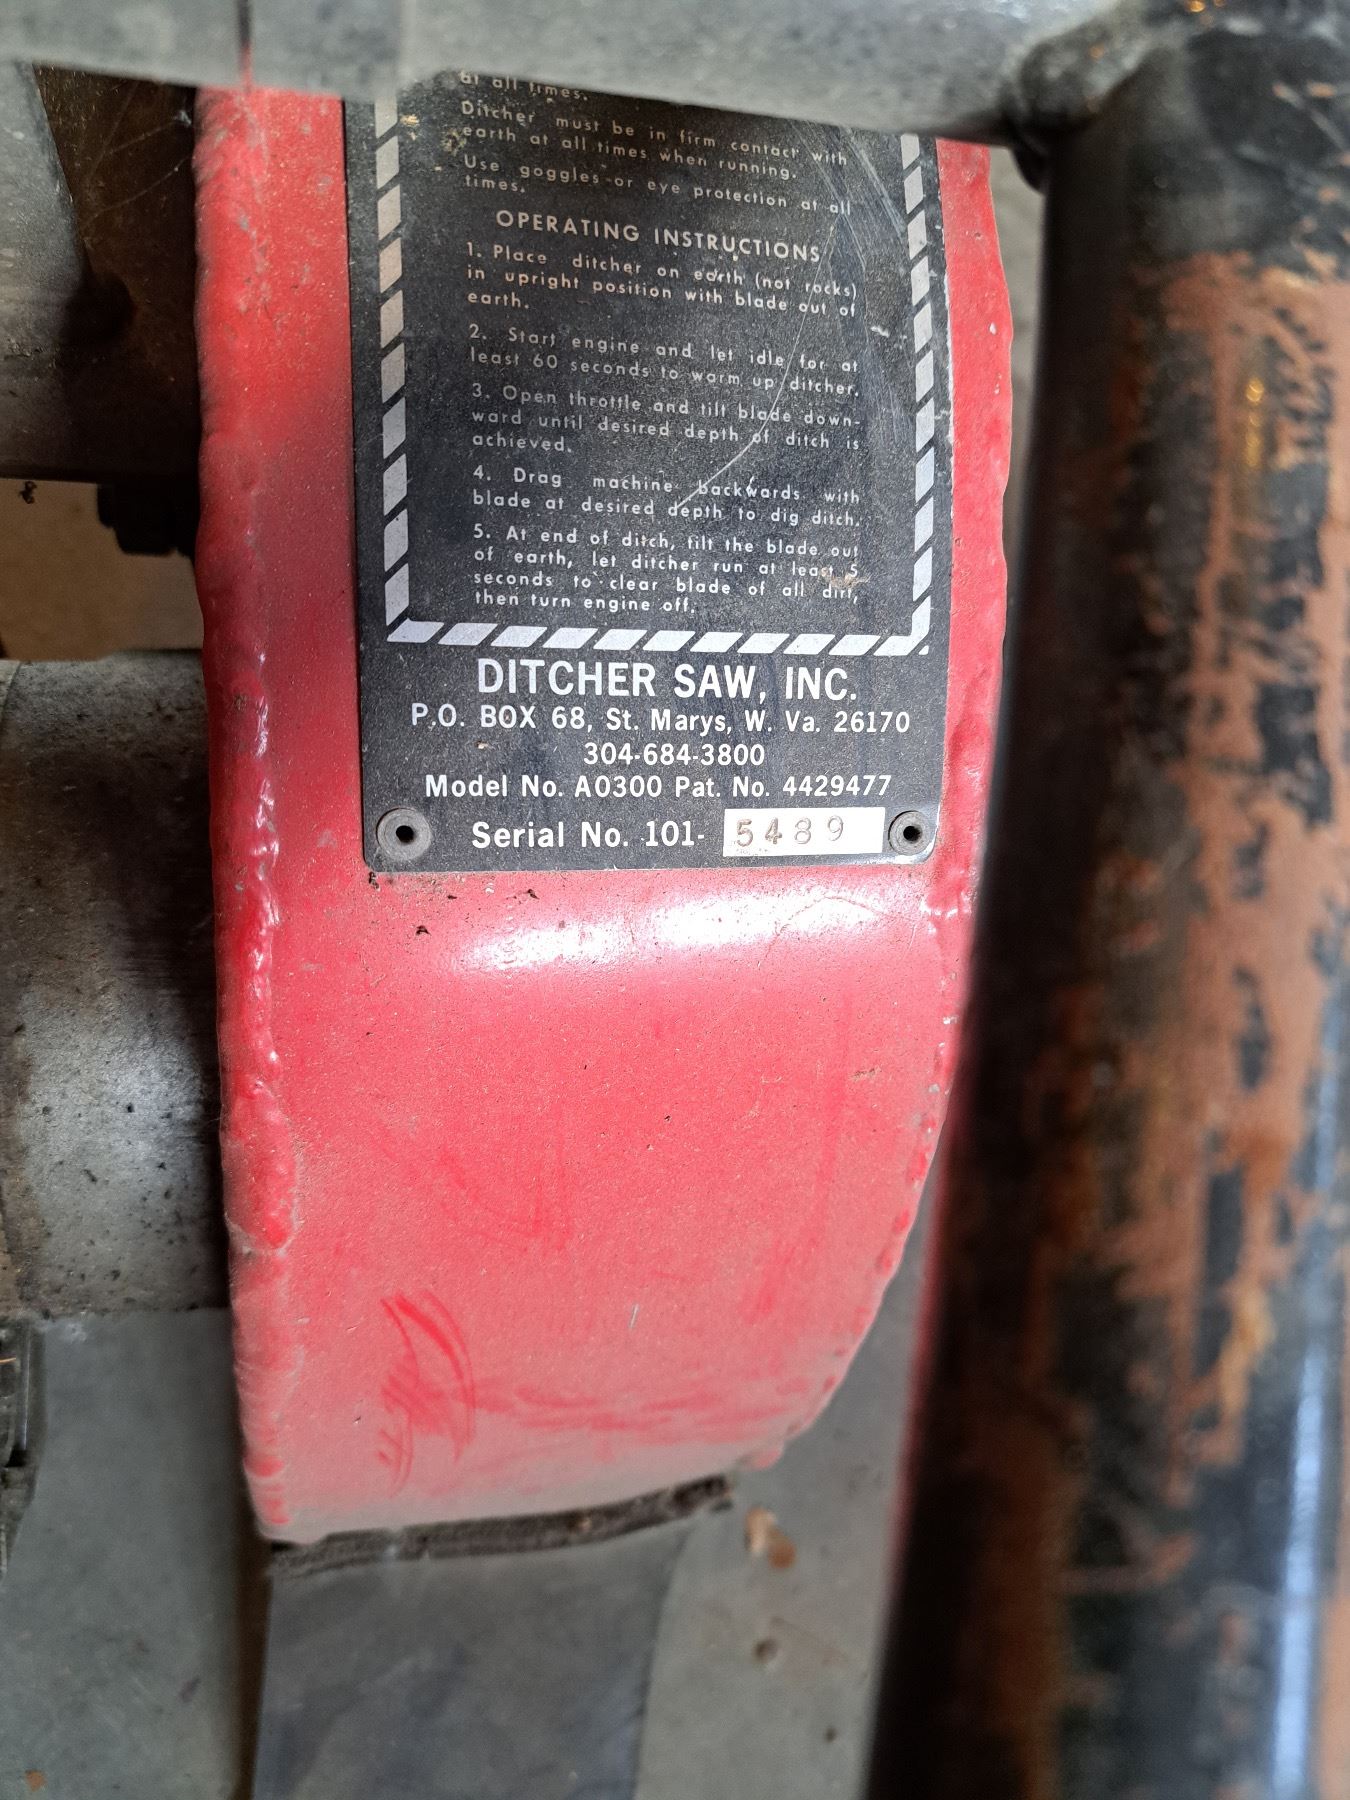 at all times.
Ditcher must be in firm contact with
earth at all times when running.
Use goggles or eye protection at all
times.
OPERATING INSTRUCTIONS
1. Place ditcher on earth (not rocks)
in upright position with blade out of
earth.
2. Start engine and let idle for at
least 60 seconds to warm up ditcher.
3. Open throttle and tilt blade down-
ward until desired depth of ditch is
achieved.
4. Drag machine backwards with
blade at desired depth to dig ditch.
5. At end of ditch, tilt the blade out
of earth, let ditcher run at least 5
seconds to clear blade of all dirt,
then turn engine off.
DITCHER SAW, INC.
P.O. BOX 68, St. Marys, W. Va. 26170
304-684-3800
Model No. A0300 Pat. No. 4429477
Serial No. 101- 5489